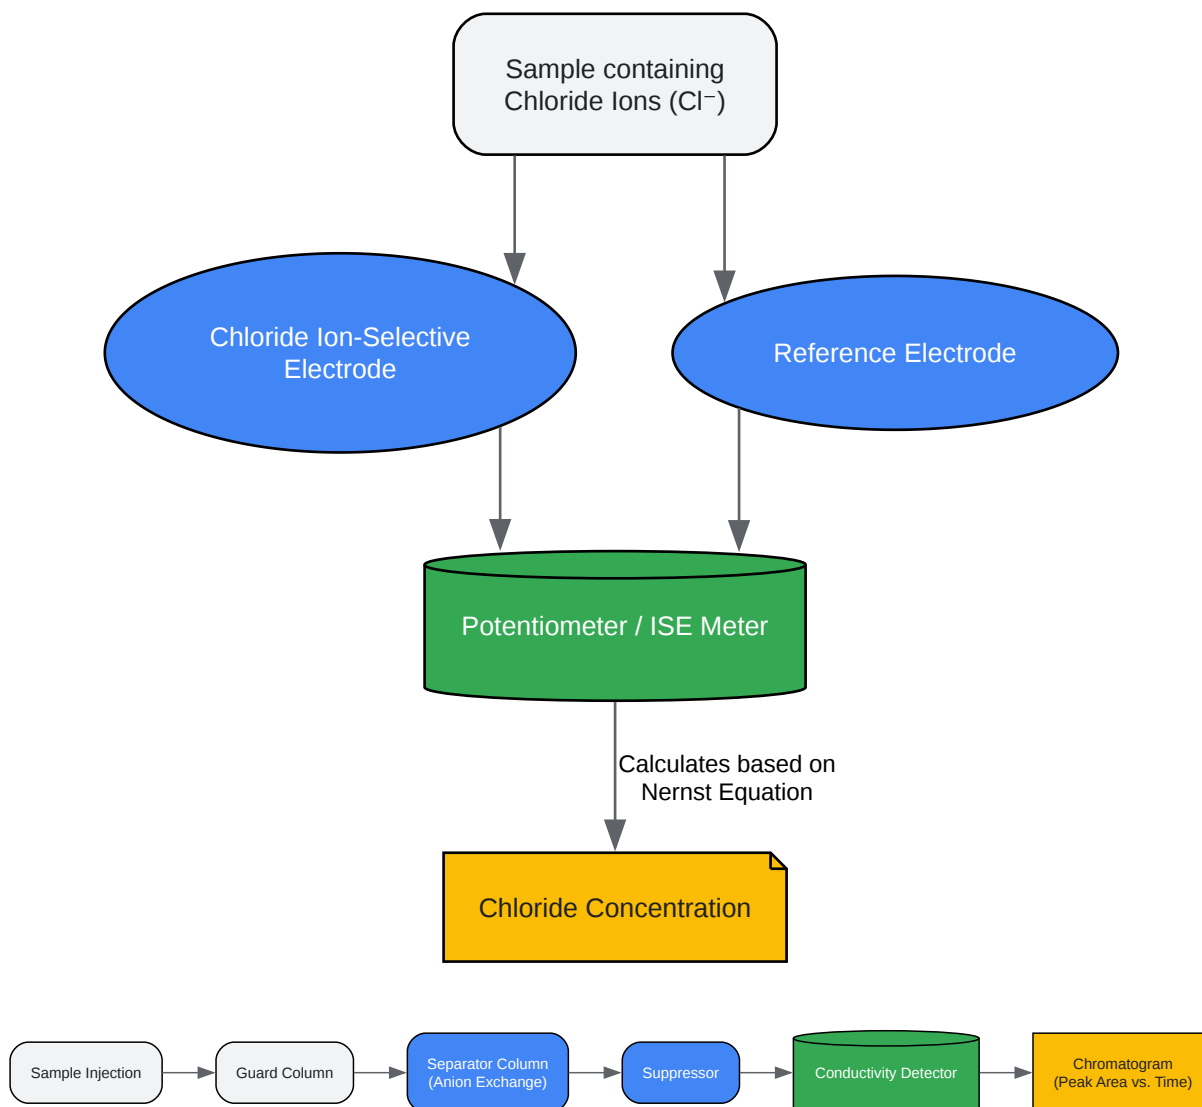 Sample containing
Chloride Ions (Cl⁻)
Chloride Ion-Selective
Electrode
Reference Electrode
Potentiometer / ISE Meter
Calculates based on
Nernst Equation
Chloride Concentration
Sample Injection
Guard Column
Separator Column
(Anion Exchange)
Suppressor
Conductivity Detector
Chromatogram
(Peak Area vs. Time)